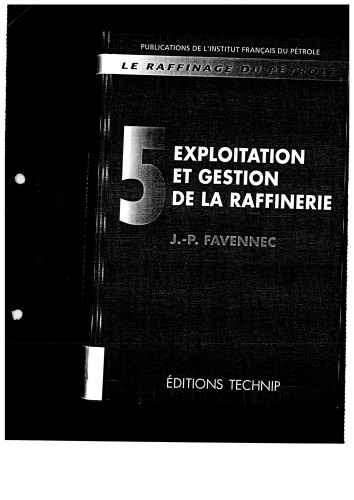 PUBLICATIONS DE L'INSTITUT FRANÇAIS DU PÉTROLE
LE RAFFINAGE DU PÉTROLE
5
EXPLOITATION
ET GESTION
DE LA RAFFINERIE
J.-P. FAVENNEC
ÉDITIONS TECHNIP